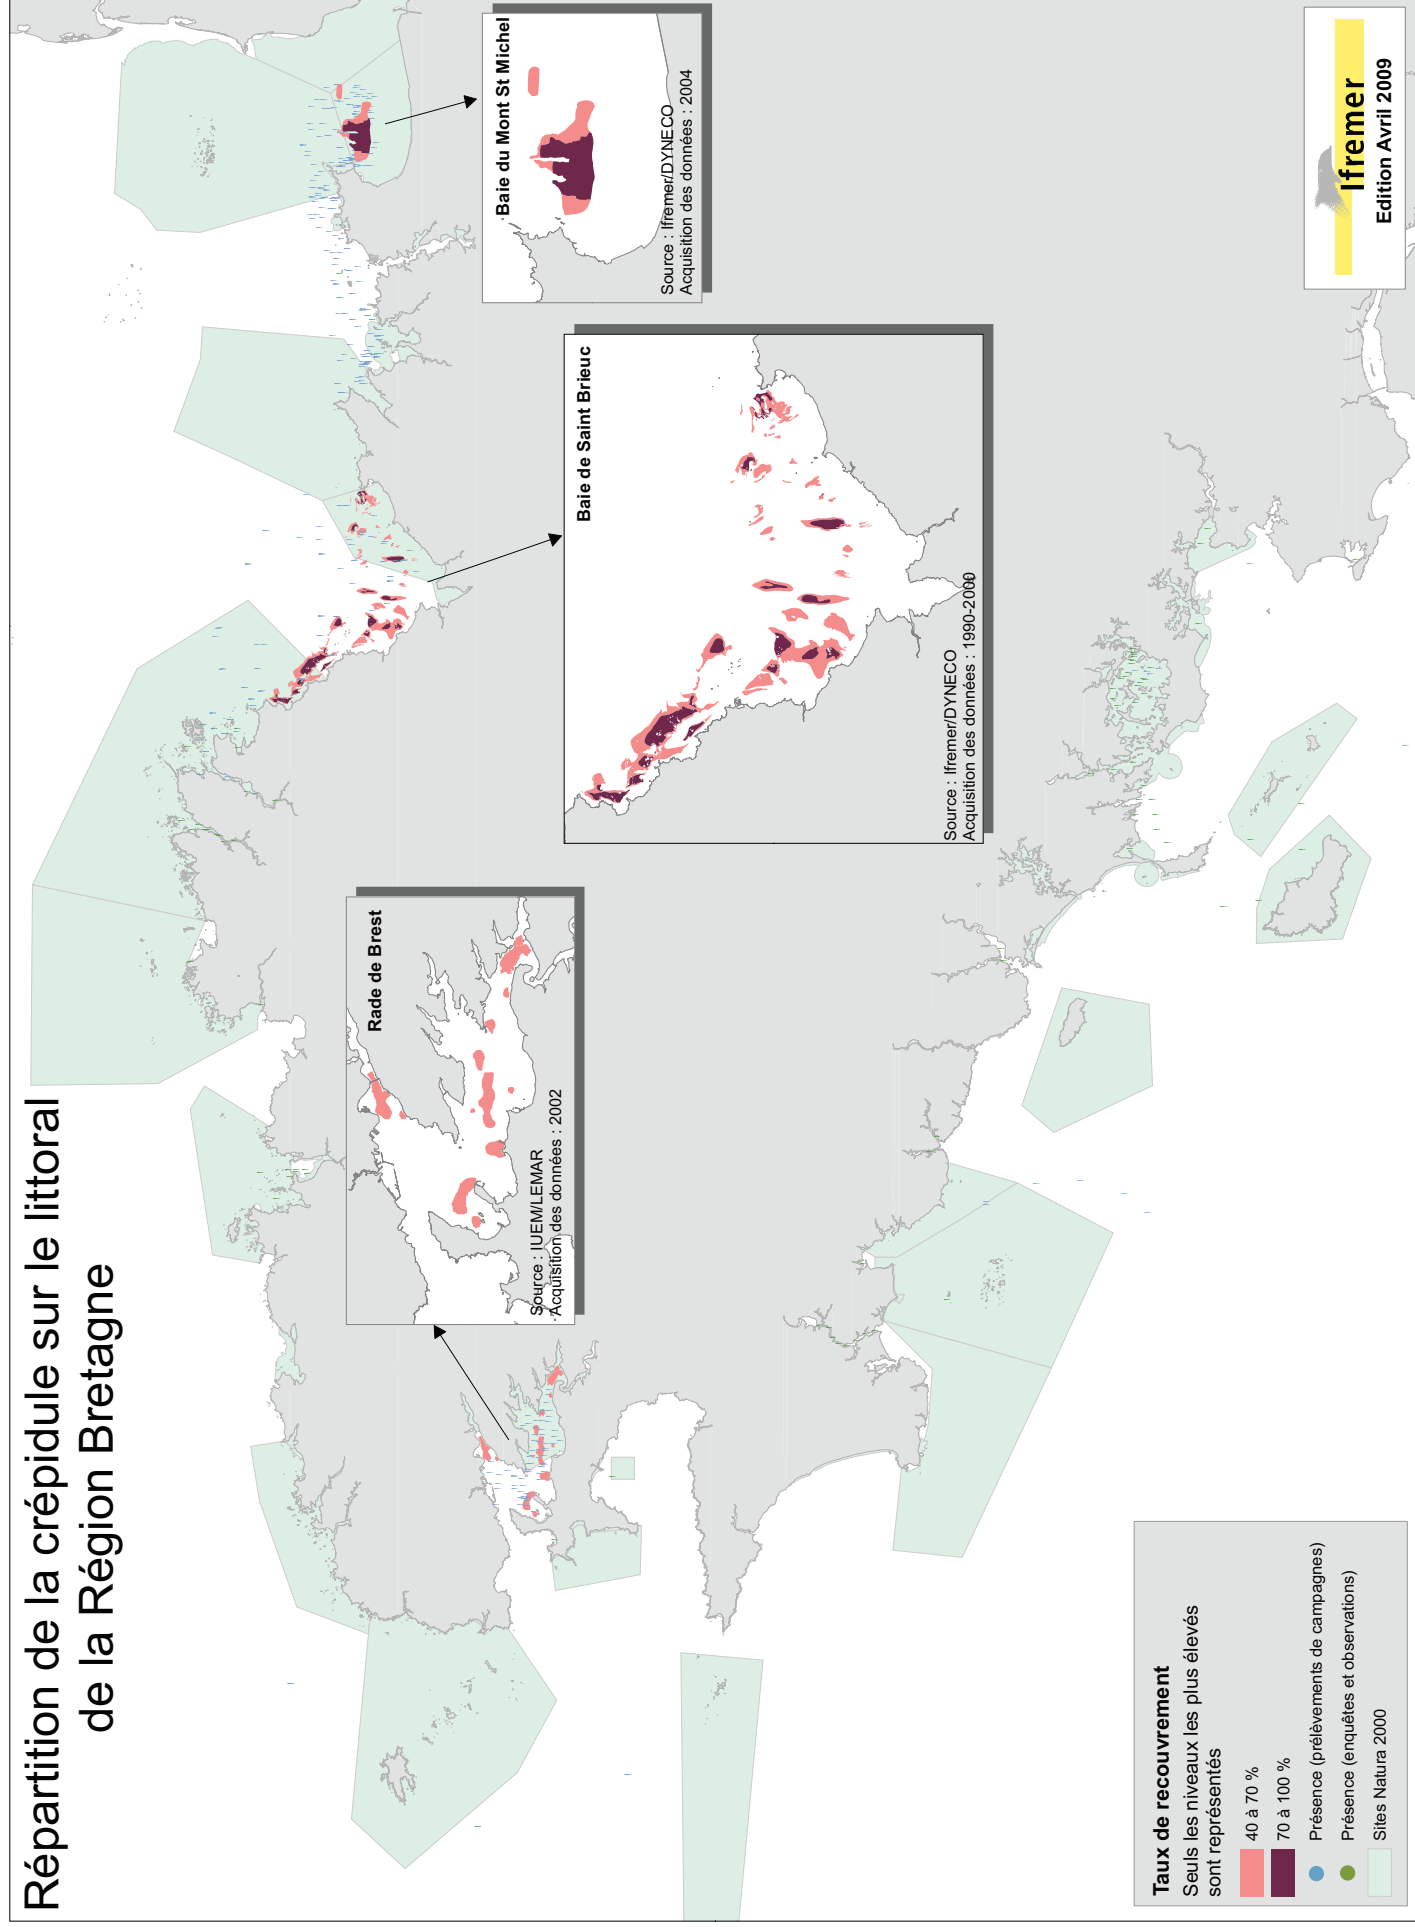 Répartition de la crépidule sur le littoral
de la Région Bretagne
Rade de Brest
Source : IUEM/LEMAR
Acquisition des données : 2002
Baie de Saint Brieuc
Source : Ifremer/DYNECO
Acquisition des données : 1990-2000
Baie du Mont St Michel
Source : Ifremer/DYNECO
Acquisition des données : 2004
Taux de recouvrement
Seuls les niveaux les plus élevés
sont représentés
40 à 70 %
70 à 100 %
Présence (prélèvements de campagnes)
Présence (enquêtes et observations)
Sites Natura 2000
Ifremer
Edition Avril 2009